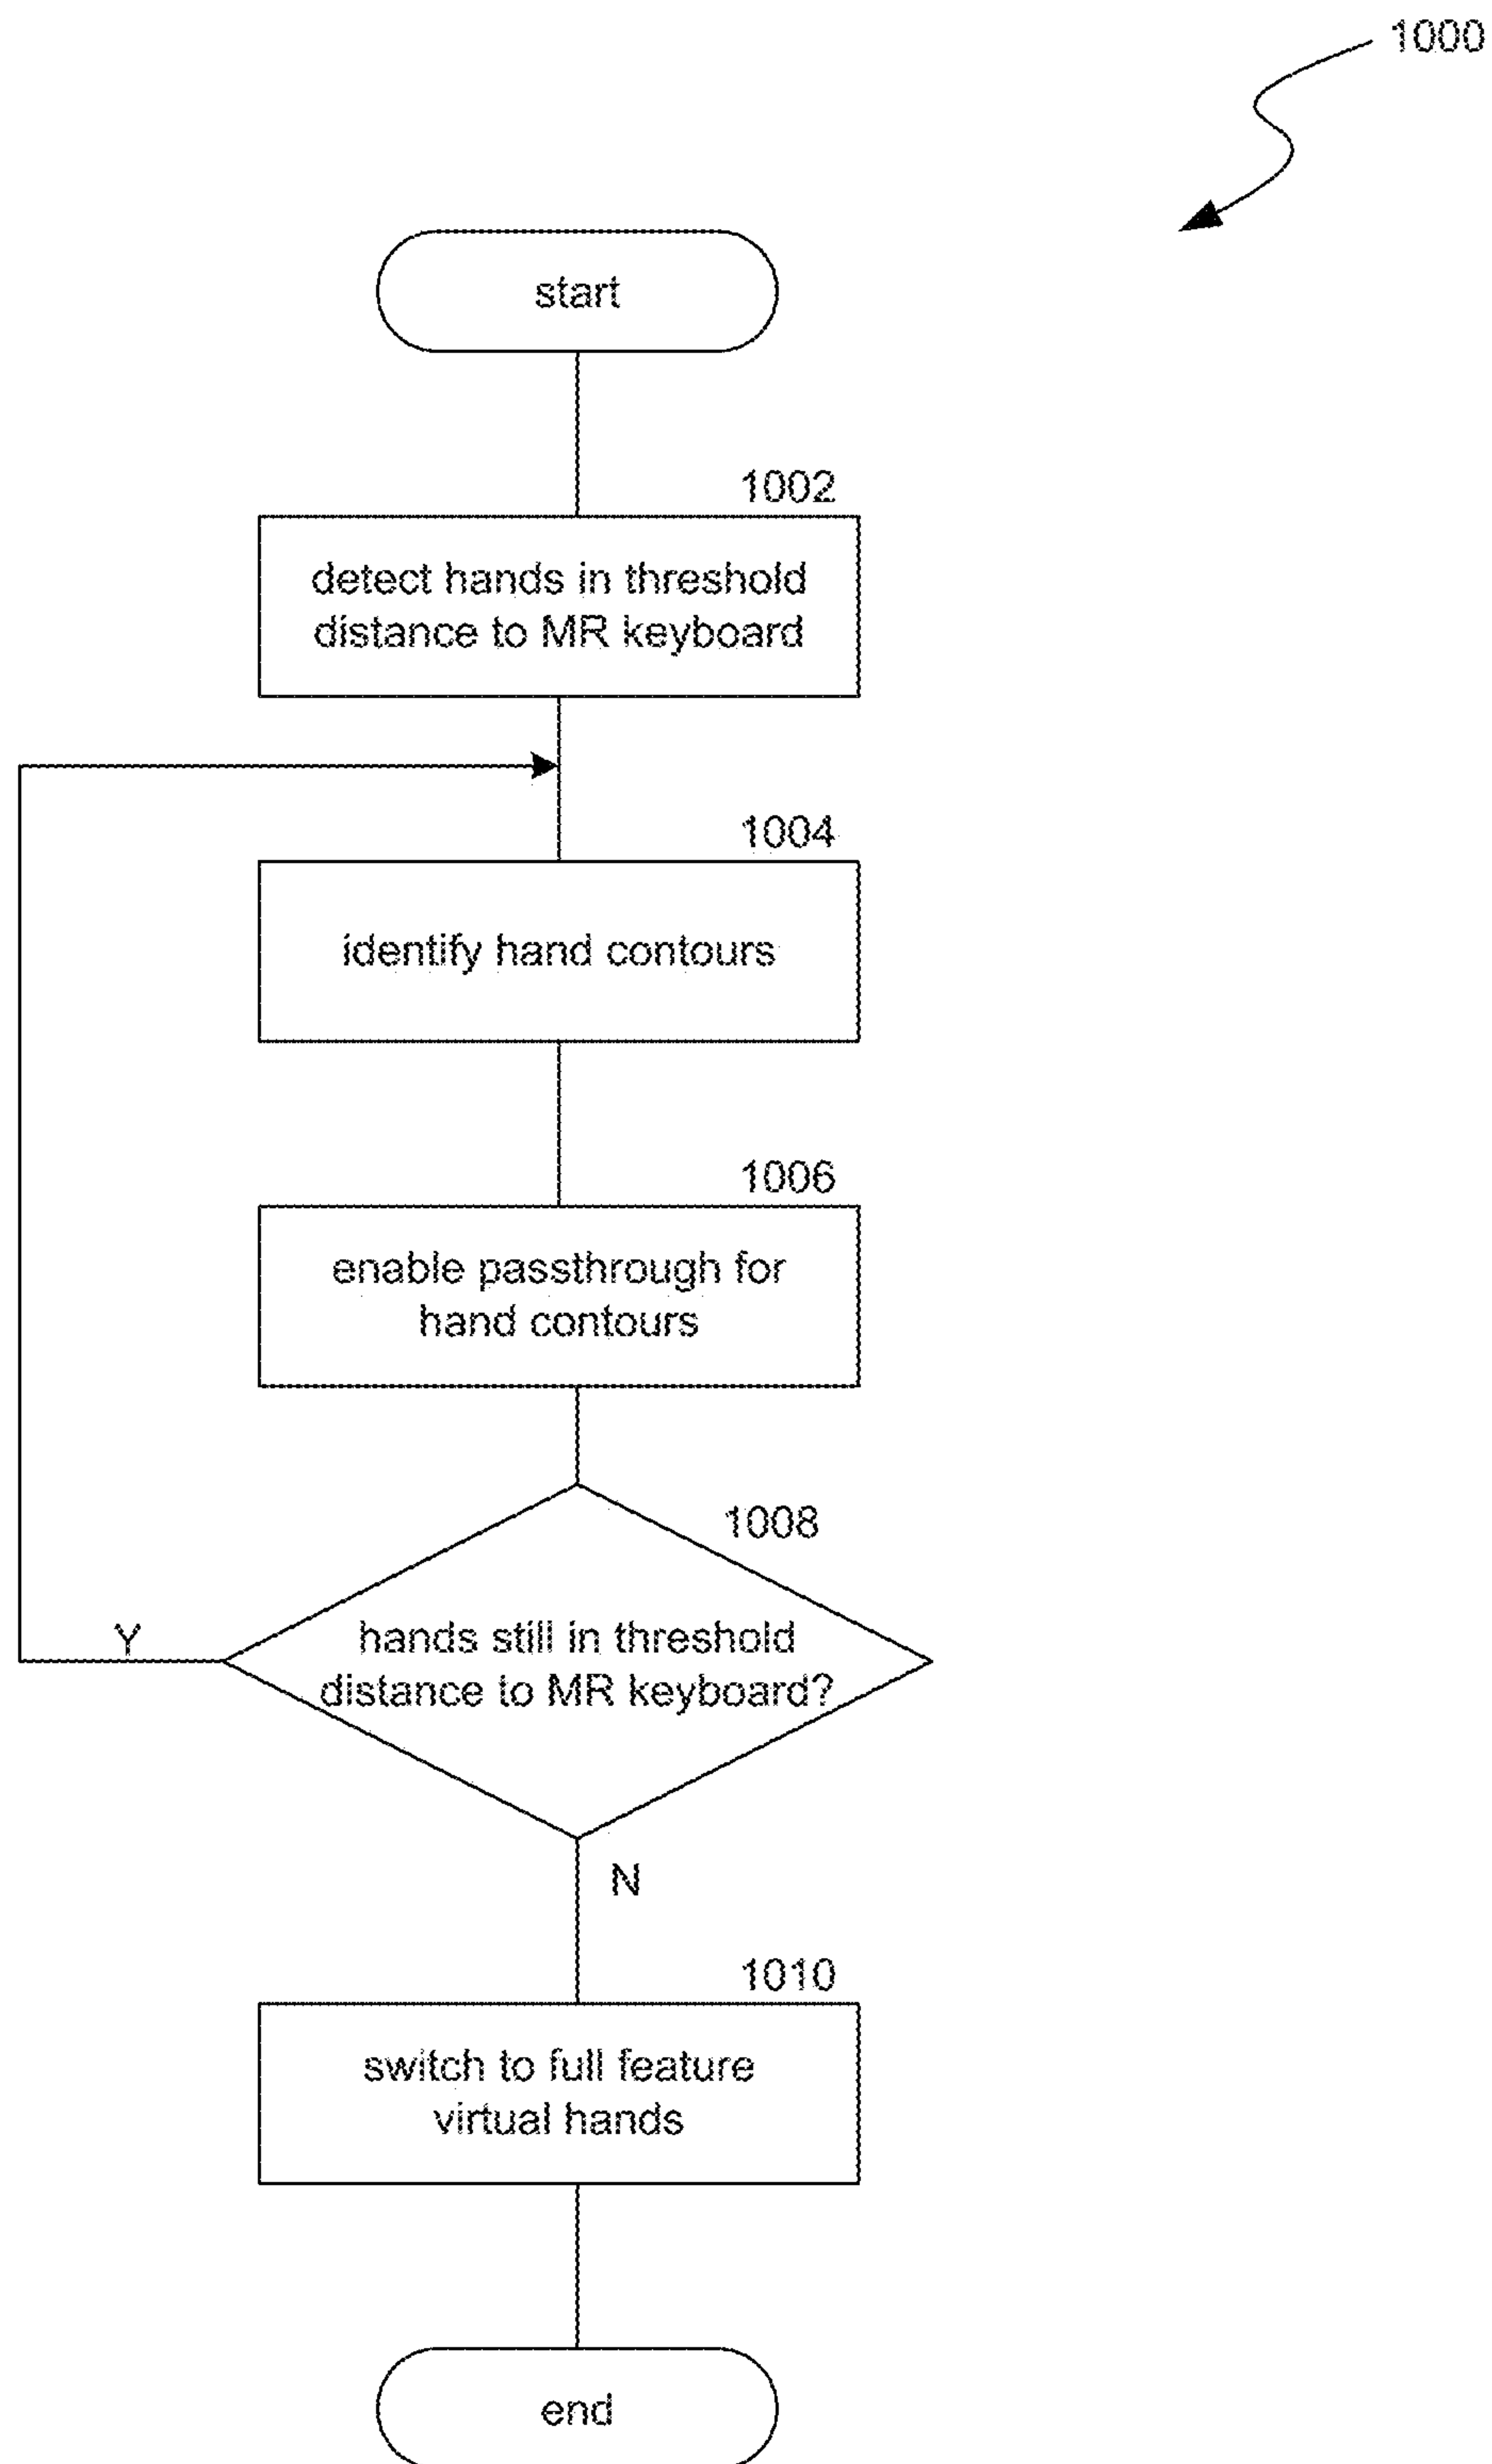 1000
start
1002
detect hands in threshold
distance to MR keyboard
1004
identify hand contours
1006
enable passthrough for
hand contours
1008
hands still in threshold
distance to MR keyboard?
Y
N
1010
switch to full feature
virtual hands
end